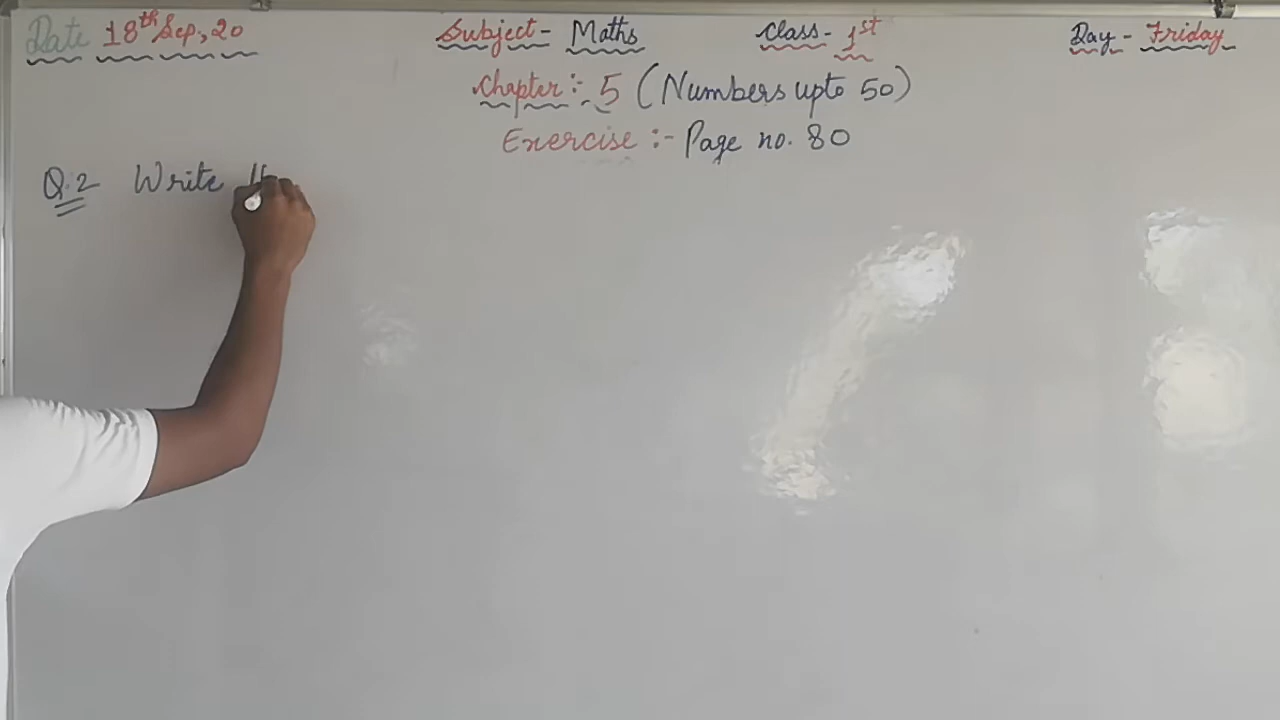 Date 18th Sep, 20 Subject - Maths Class - 1st Day - Friday
Chapter :- 5 (Numbers upto 50)
Exercise :- Page no. 80
Q.2 Write